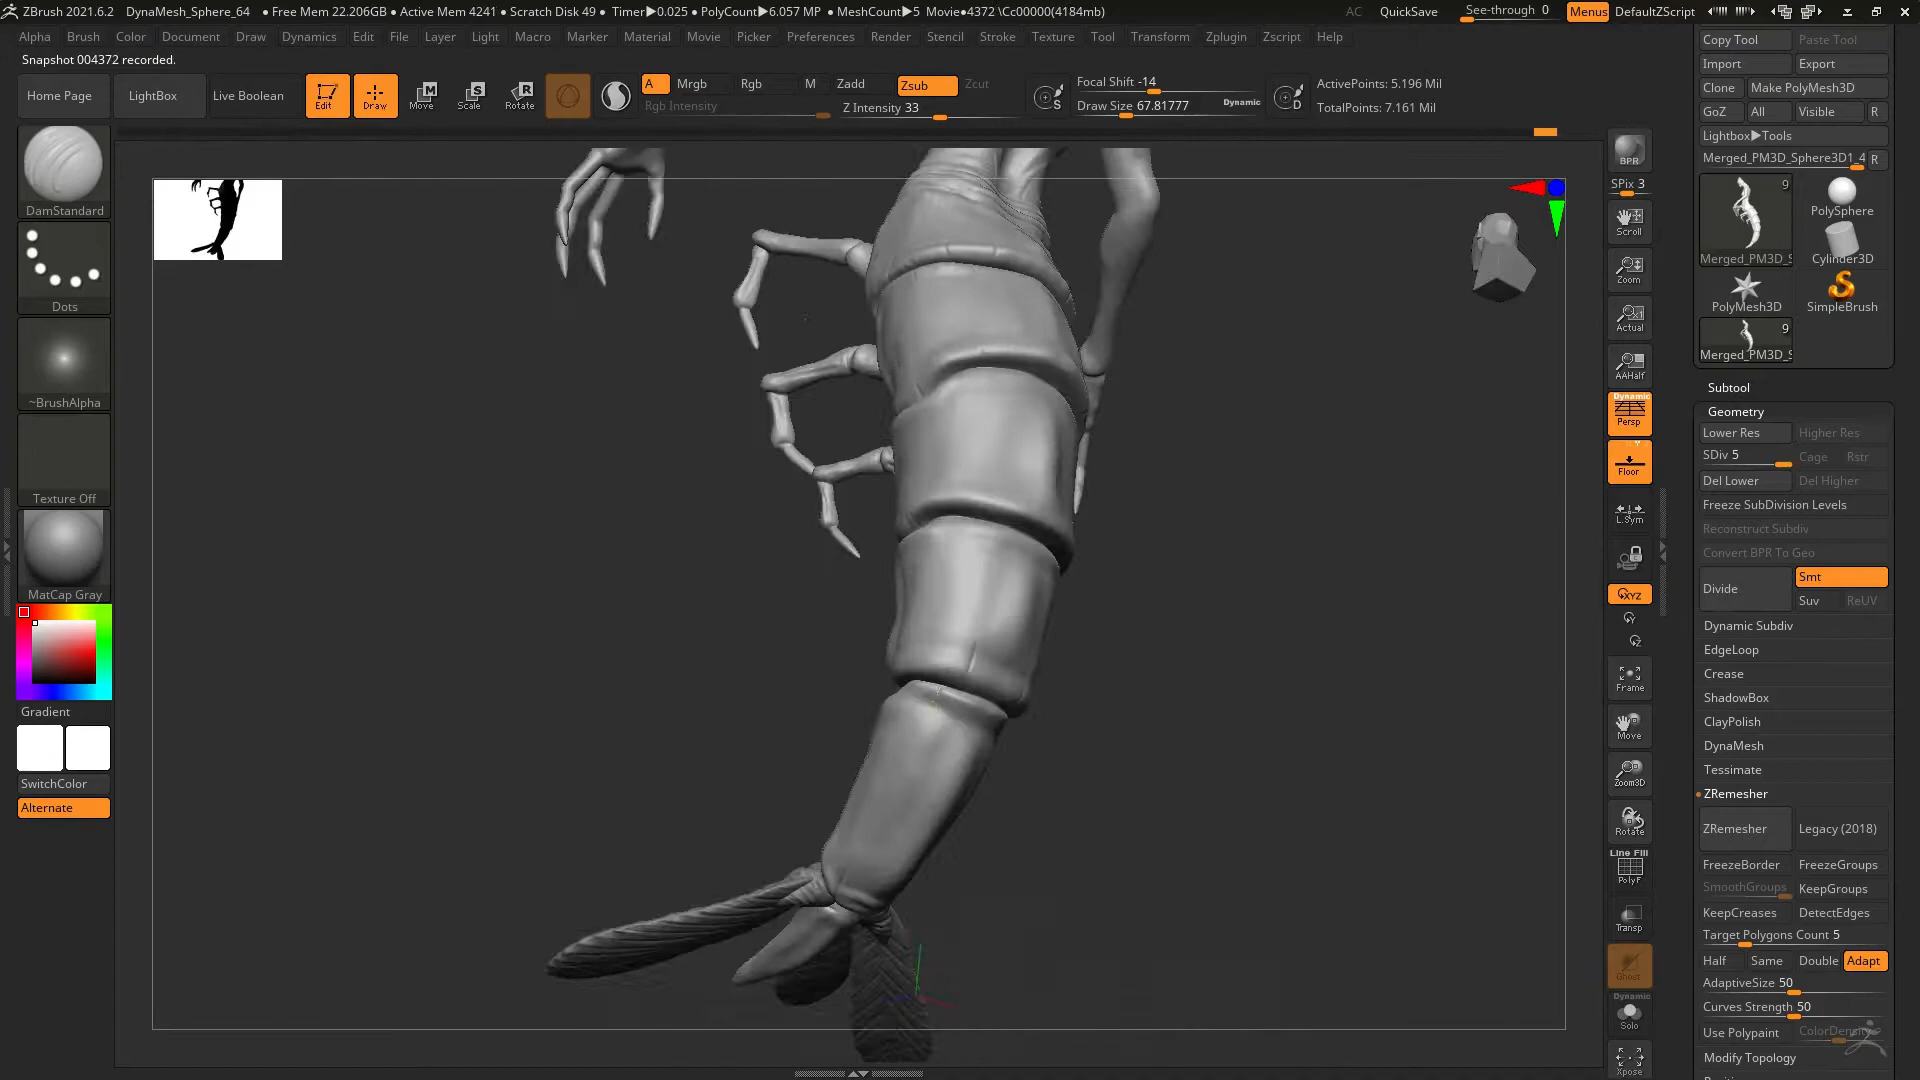 ZBrush 2021.6.2 DynaMesh_Sphere_64 ● Free Mem 22.206GB ● Active Mem 4241 ● Scratch Disk 49 ● Timer▶0.025 ● PolyCount▶6.057 MP ● MeshCount▶5 Movie●4372 \Cc00000(4184mb) AC QuickSave See-through 0 Menus DefaultZScript
Alpha Brush Color Document Draw Dynamics Edit File Layer Light Macro Marker Material Movie Picker Preferences Render Stencil Stroke Texture Tool Transform Zplugin Zscript Help
Snapshot 004372 recorded.
Home Page LightBox Live Boolean Edit Draw Move Scale Rotate
A Mrgb Rgb M Zadd Zsub Zcut
Rgb Intensity Z Intensity 33
S Focal Shift -14
Draw Size 67.81777 Dynamic
D ActivePoints: 5.196 Mil
TotalPoints: 7.161 Mil
DamStandard
Dots
~BrushAlpha
Texture Off
MatCap Gray
Gradient
SwitchColor
Alternate
BPR
SPix 3
Scroll
Zoom
Actual
AAHalf
Dynamic
Persp
Floor
L.Sym
XYZ
Y
Z
Frame
Move
Zoom3D
Rotate
Line Fill
PolyF
Transp
Ghost
Dynamic
Solo
Xpose
Copy Tool Paste Tool
Import Export
Clone Make PolyMesh3D
GoZ All Visible R
Lightbox▶Tools
Merged_PM3D_Sphere3D1_4 R
9 PolySphere
Merged_PM3D_S Cylinder3D
PolyMesh3D SimpleBrush
9
Merged_PM3D_S
Subtool
Geometry
Lower Res Higher Res
SDiv 5 Cage Rstr
Del Lower Del Higher
Freeze SubDivision Levels
Reconstruct Subdiv
Convert BPR To Geo
Divide Smt
Suv ReUV
Dynamic Subdiv
EdgeLoop
Crease
ShadowBox
ClayPolish
DynaMesh
Tessimate
ZRemesher
ZRemesher Legacy (2018)
FreezeBorder FreezeGroups
SmoothGroups KeepGroups
KeepCreases DetectEdges
Target Polygons Count 5
Half Same Double Adapt
AdaptiveSize 50
Curves Strength 50
Use Polypaint ColorDensity
Modify Topology